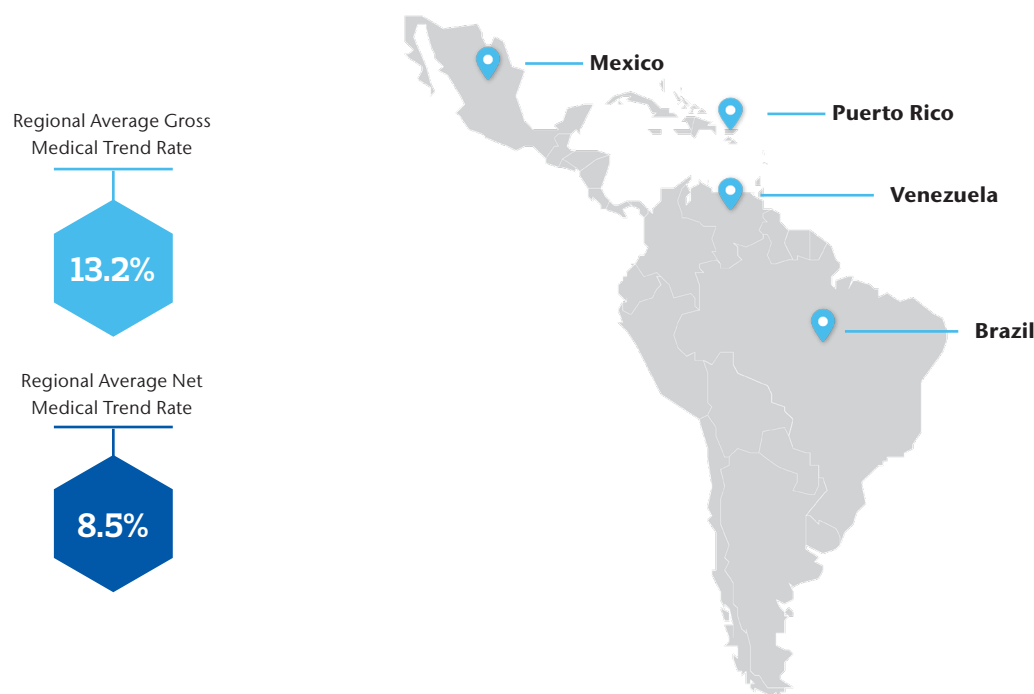 Regional Average Gross
Medical Trend Rate
13.2%
Regional Average Net
Medical Trend Rate
8.5%
Mexico
Puerto Rico
Venezuela
Brazil